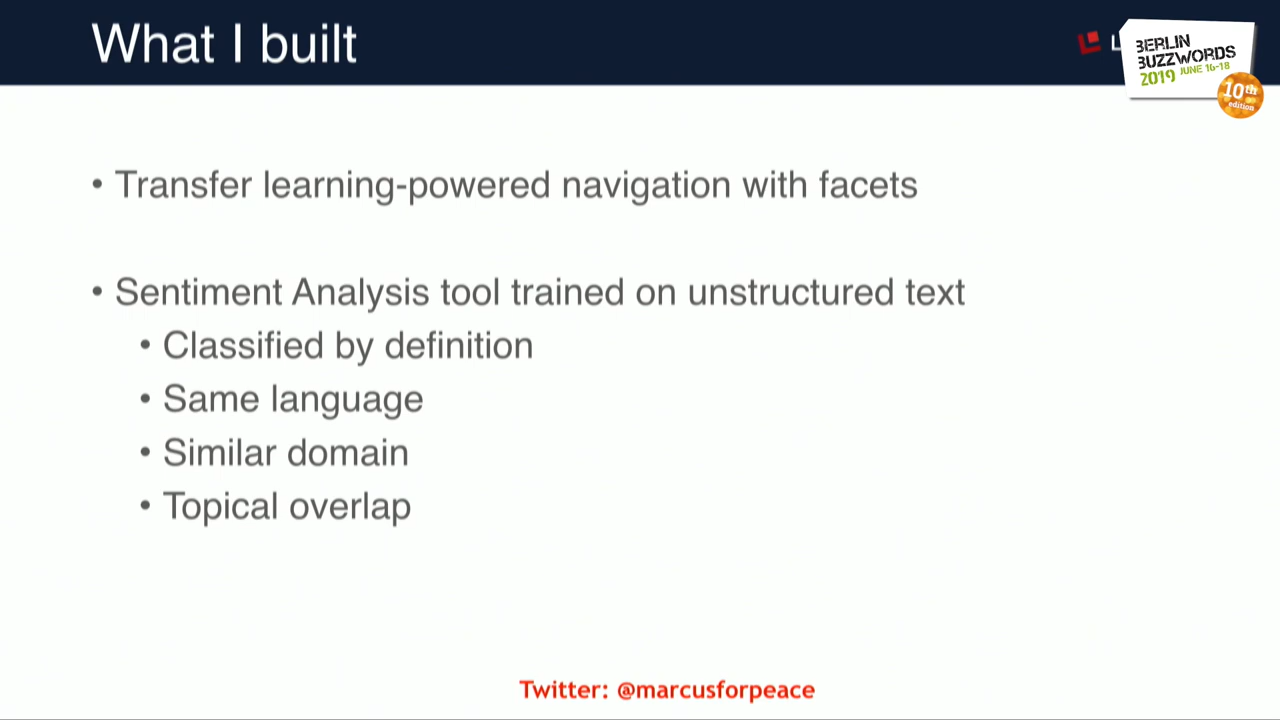 What I built
BERLIN
BUZZWORDS
2019 JUNE 16-18
10th
edition
• Transfer learning-powered navigation with facets
• Sentiment Analysis tool trained on unstructured text
• Classified by definition
• Same language
• Similar domain
• Topical overlap
Twitter: @marcusforpeace